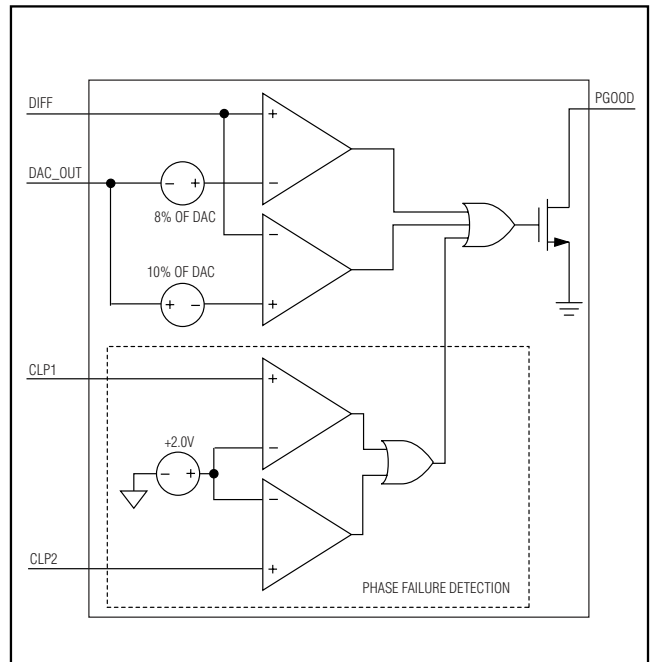 DIFF
PGOOD
+
DAC_OUT
- +
-
8% OF DAC
-
10% OF DAC
+ -
+
CLP1
+
+2.0V
- +
-
-
CLP2
+
PHASE FAILURE DETECTION